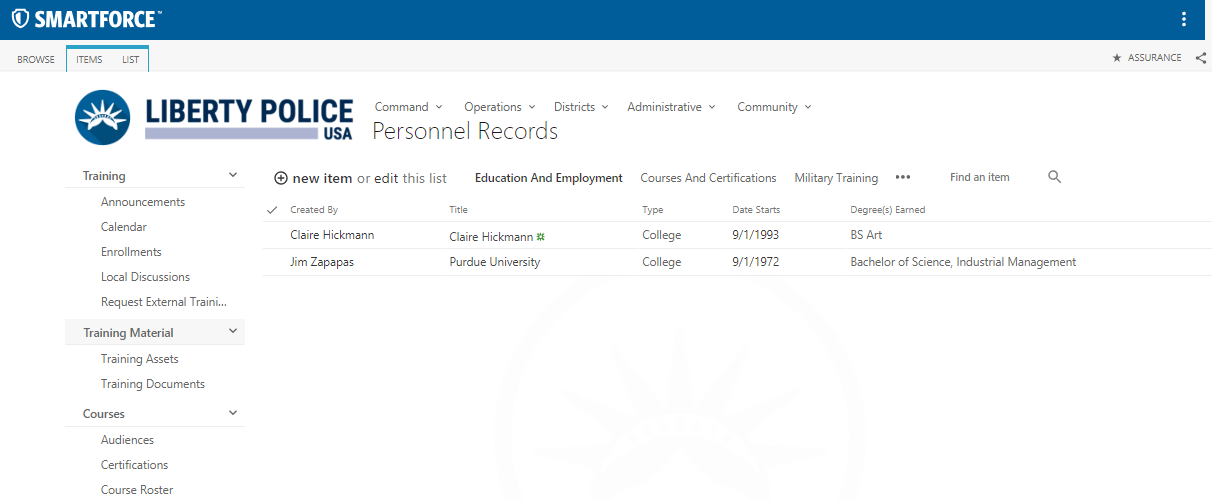 SMARTFORCE™
BROWSE ITEMS LIST ASSURANCE
LIBERTY POLICE
USA
Command Operations Districts Administrative Community
Personnel Records
Training
Announcements
Calendar
Enrollments
Local Discussions
Request External Traini...
Training Material
Training Assets
Training Documents
Courses
Audiences
Certifications
Course Roster
new item or edit this list Education And Employment Courses And Certifications Military Training ••• Find an item
Created By Title Type Date Starts Degree(s) Earned
Claire Hickmann Claire Hickmann College 9/1/1993 BS Art
Jim Zapapas Purdue University College 9/1/1972 Bachelor of Science, Industrial Management